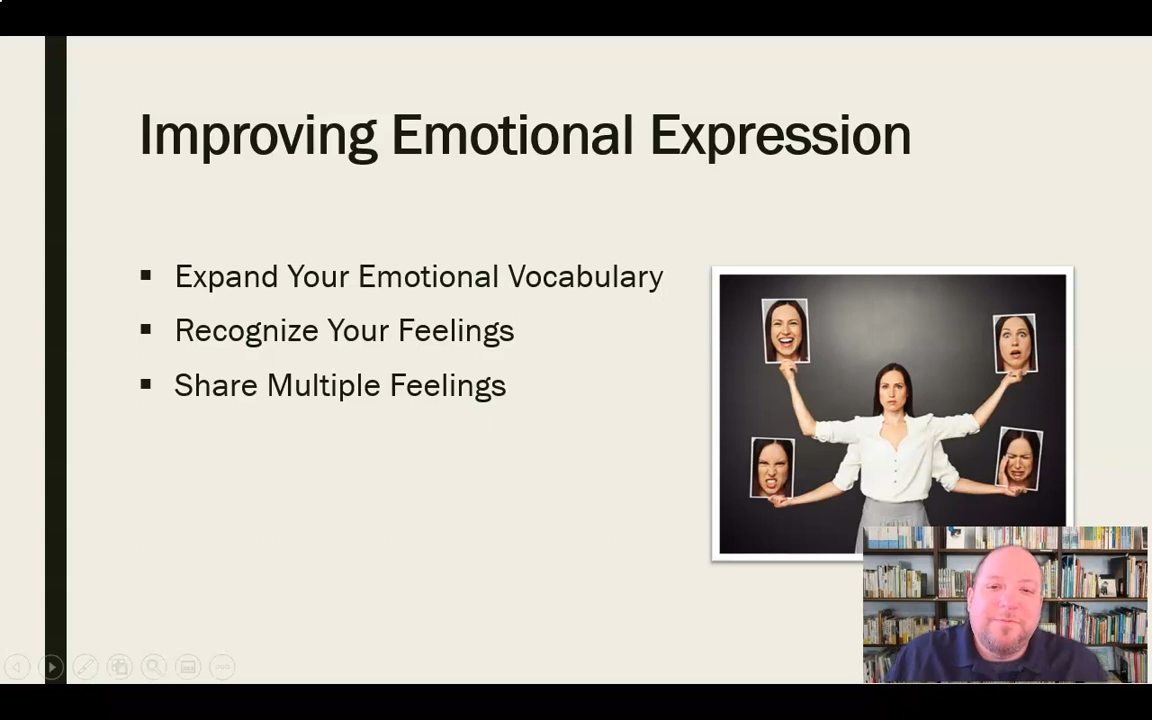 Improving Emotional Expression
▪ Expand Your Emotional Vocabulary
▪ Recognize Your Feelings
▪ Share Multiple Feelings